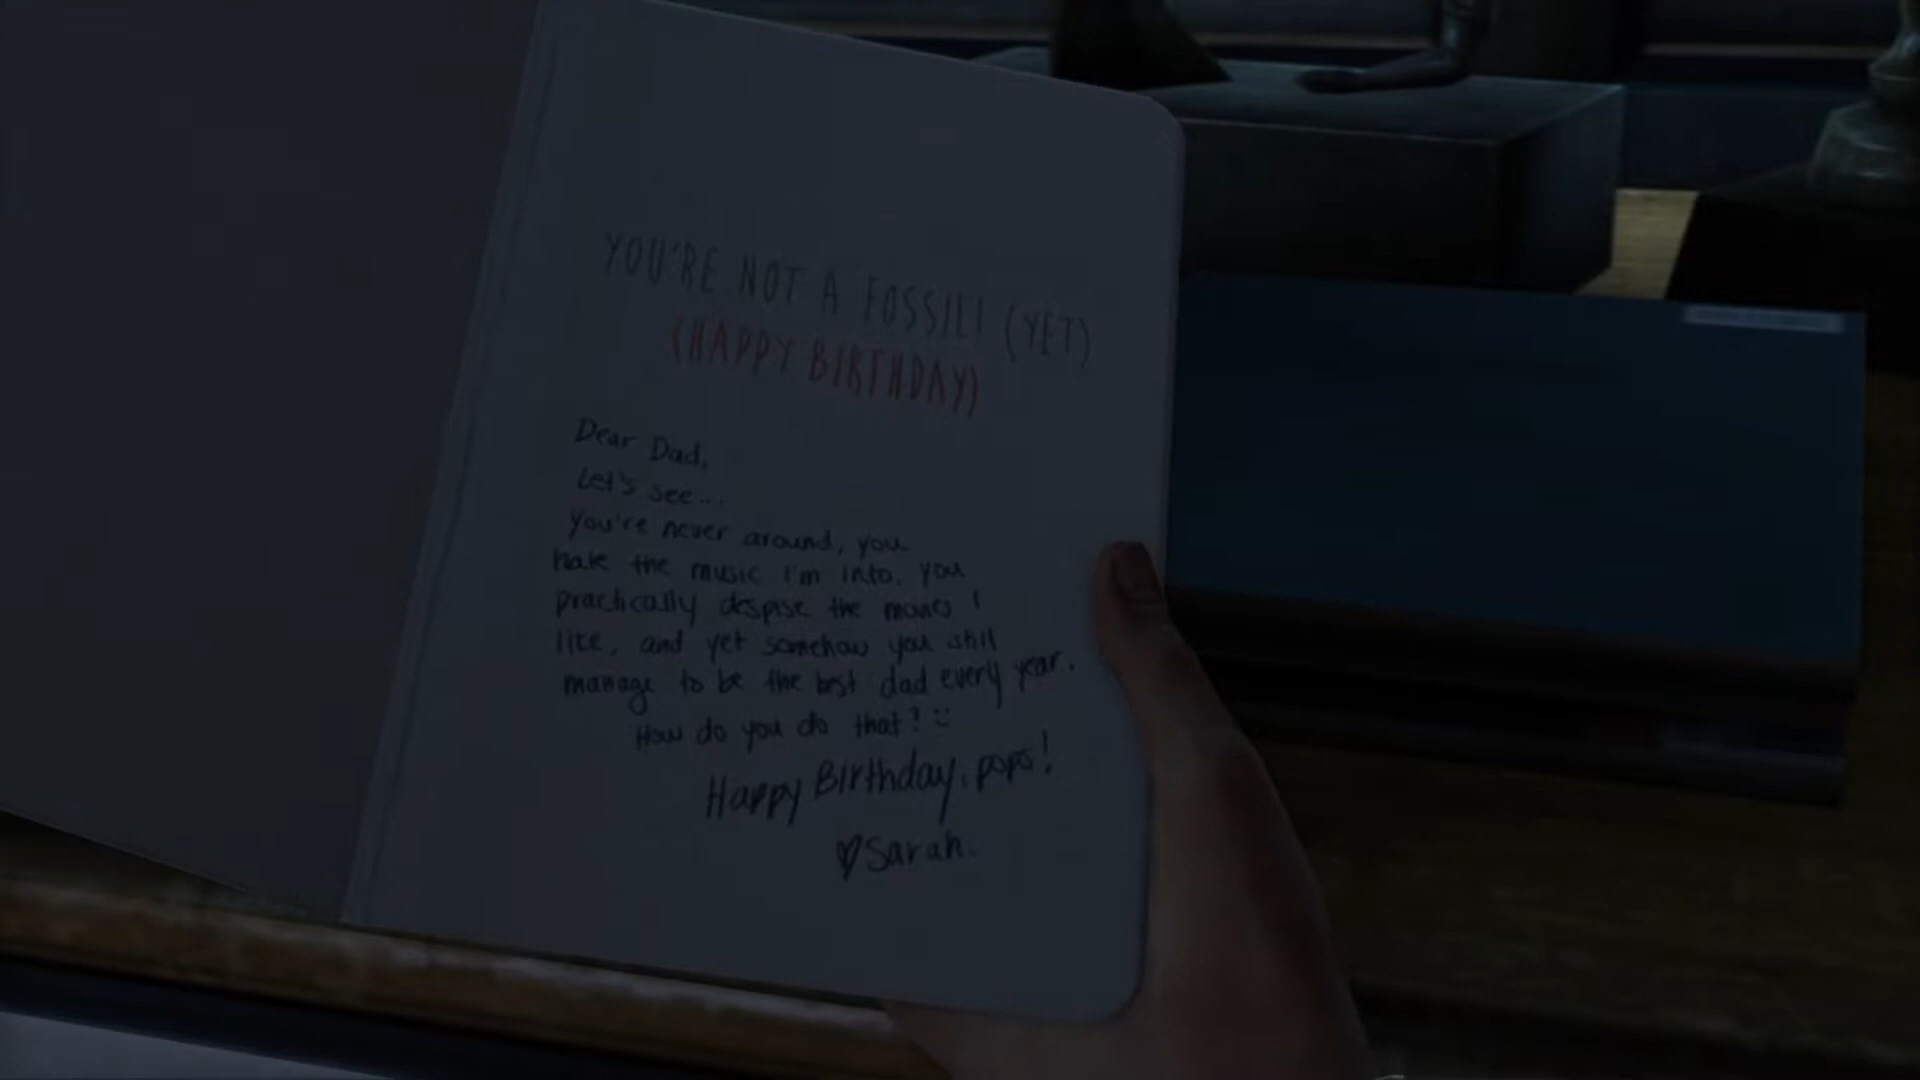 YOU'RE NOT A FOSSIL! (YET)
(HAPPY BIRTHDAY)
Dear Dad,
Let's see...
You're never around, you
hate the music I'm into, you
practically despise the movies I
like, and yet somehow you still
manage to be the best dad every year.
How do you do that? :)
Happy Birthday, pops!
♡ Sarah.